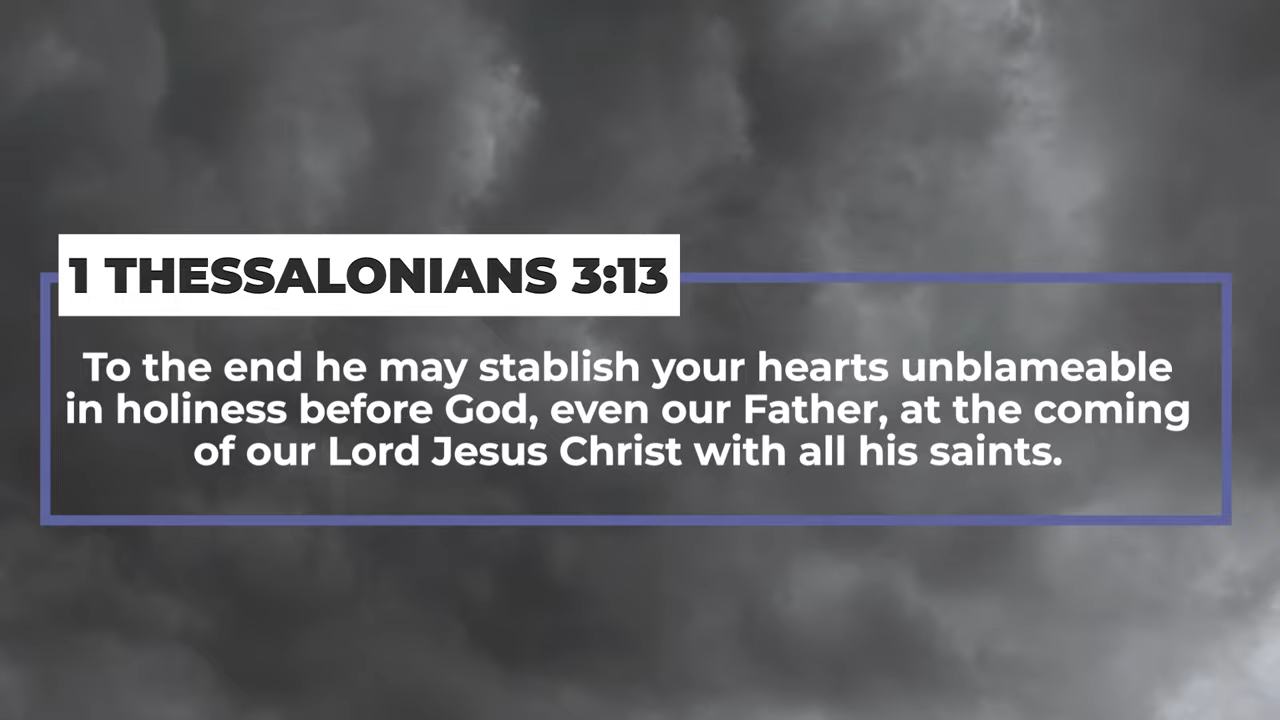 1 THESSALONIANS 3:13
To the end he may stablish your hearts unblameable
in holiness before God, even our Father, at the coming
of our Lord Jesus Christ with all his saints.